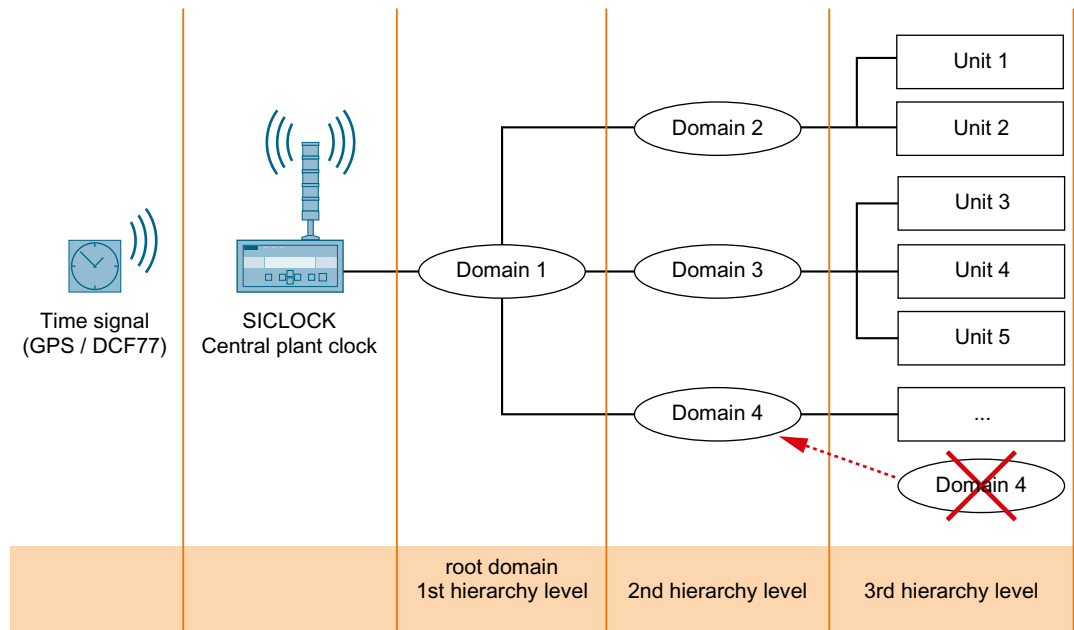 Time signal
(GPS / DCF77)
SICLOCK
Central plant clock
Domain 1
Domain 2
Domain 3
Domain 4
Unit 1
Unit 2
Unit 3
Unit 4
Unit 5
...
Domain 4
root domain
1st hierarchy level
2nd hierarchy level
3rd hierarchy level